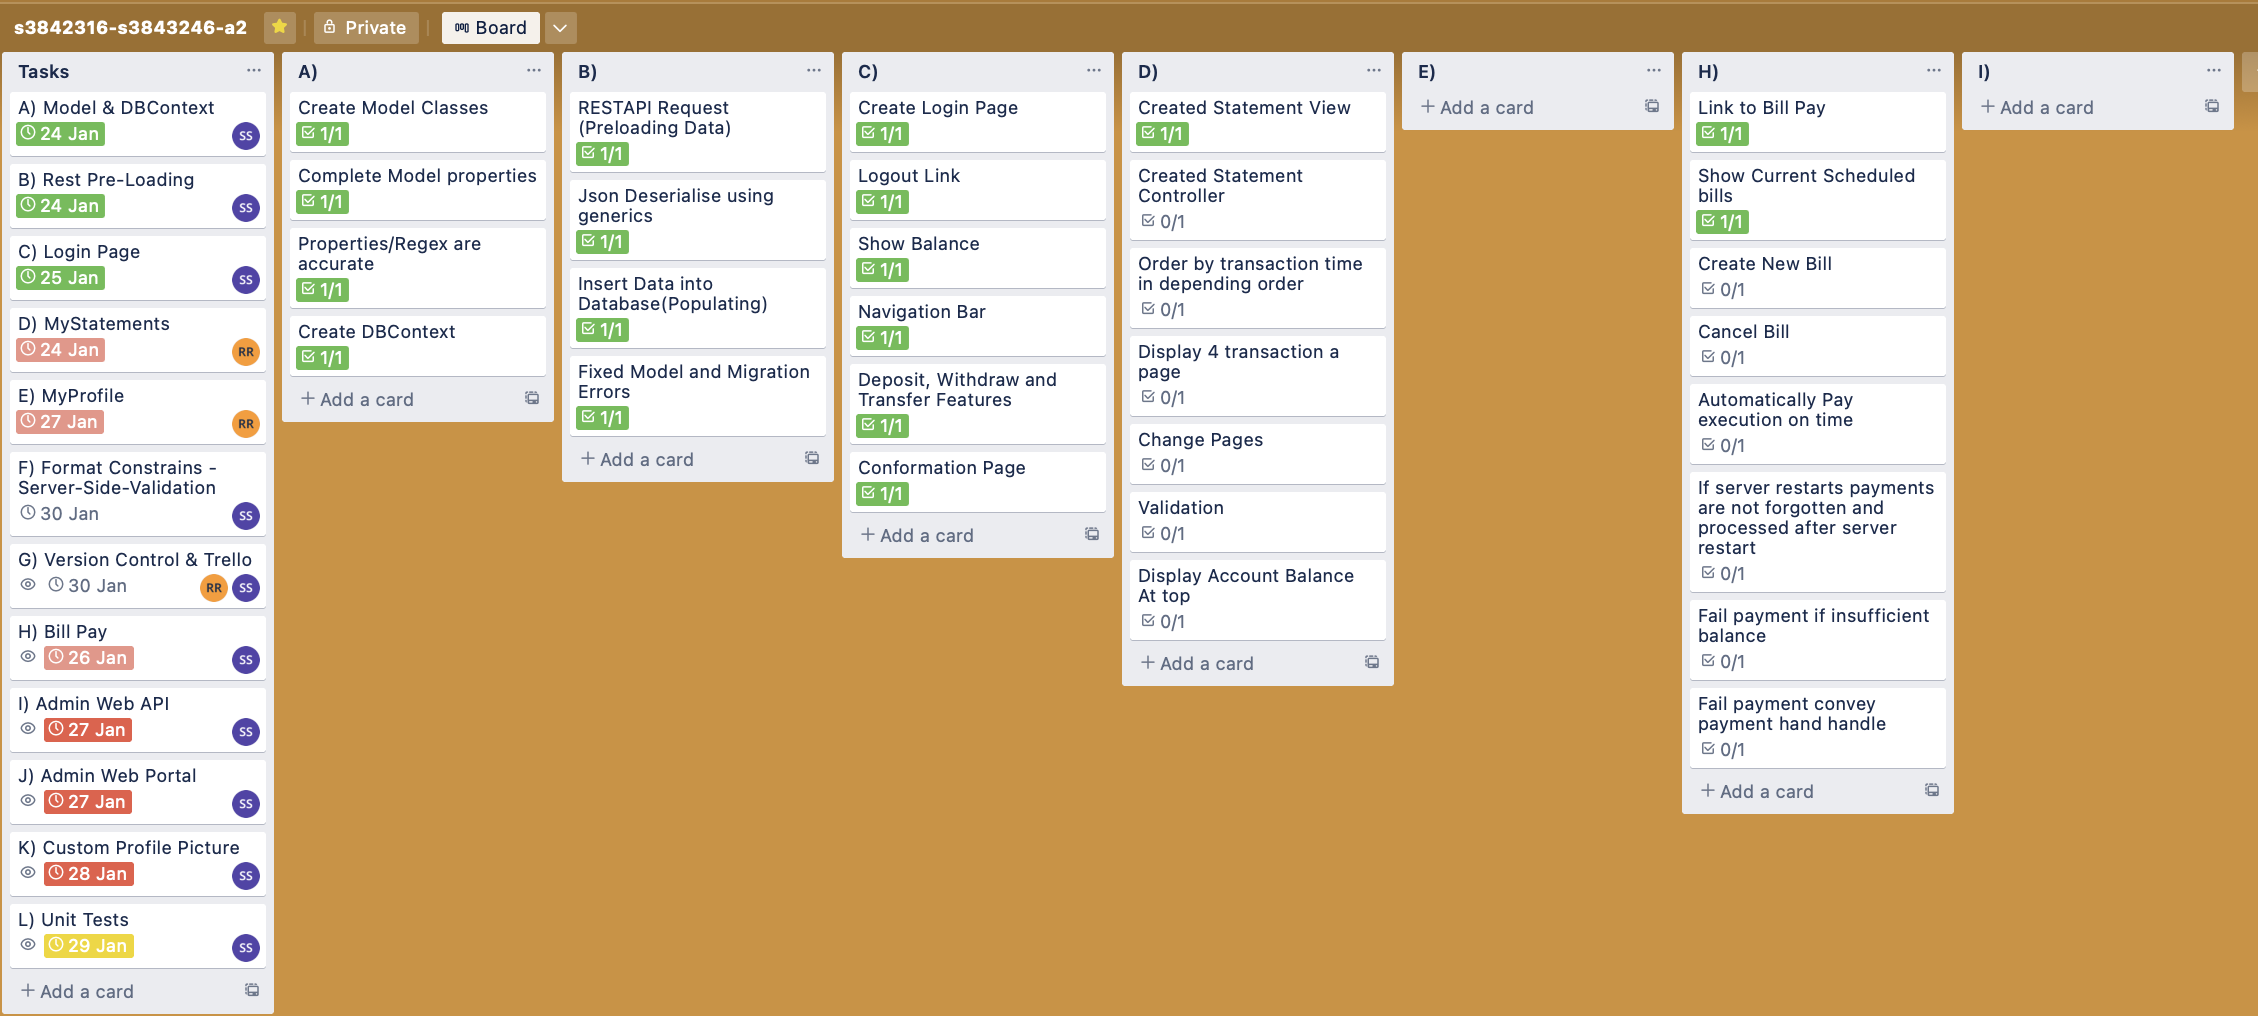 s3842316-s3843246-a2
Private
Board
Tasks
A) Model & DBContext
24 Jan
SS
B) Rest Pre-Loading
24 Jan
SS
C) Login Page
25 Jan
SS
D) MyStatements
24 Jan
RR
E) MyProfile
27 Jan
RR
F) Format Constrains -
Server-Side-Validation
30 Jan
SS
G) Version Control & Trello
30 Jan
RR
SS
H) Bill Pay
26 Jan
SS
I) Admin Web API
27 Jan
SS
J) Admin Web Portal
27 Jan
SS
K) Custom Profile Picture
28 Jan
SS
L) Unit Tests
29 Jan
SS
+ Add a card
A)
Create Model Classes
1/1
Complete Model properties
1/1
Properties/Regex are
accurate
1/1
Create DBContext
1/1
+ Add a card
B)
RESTAPI Request
(Preloading Data)
1/1
Json Deserialise using
generics
1/1
Insert Data into
Database(Populating)
1/1
Fixed Model and Migration
Errors
1/1
+ Add a card
C)
Create Login Page
1/1
Logout Link
1/1
Show Balance
1/1
Navigation Bar
1/1
Deposit, Withdraw and
Transfer Features
1/1
Conformation Page
1/1
+ Add a card
D)
Created Statement View
1/1
Created Statement
Controller
0/1
Order by transaction time
in depending order
0/1
Display 4 transaction a
page
0/1
Change Pages
0/1
Validation
0/1
Display Account Balance
At top
0/1
+ Add a card
E)
+ Add a card
H)
Link to Bill Pay
1/1
Show Current Scheduled
bills
1/1
Create New Bill
0/1
Cancel Bill
0/1
Automatically Pay
execution on time
0/1
If server restarts payments
are not forgotten and
processed after server
restart
0/1
Fail payment if insufficient
balance
0/1
Fail payment convey
payment hand handle
0/1
+ Add a card
I)
+ Add a card